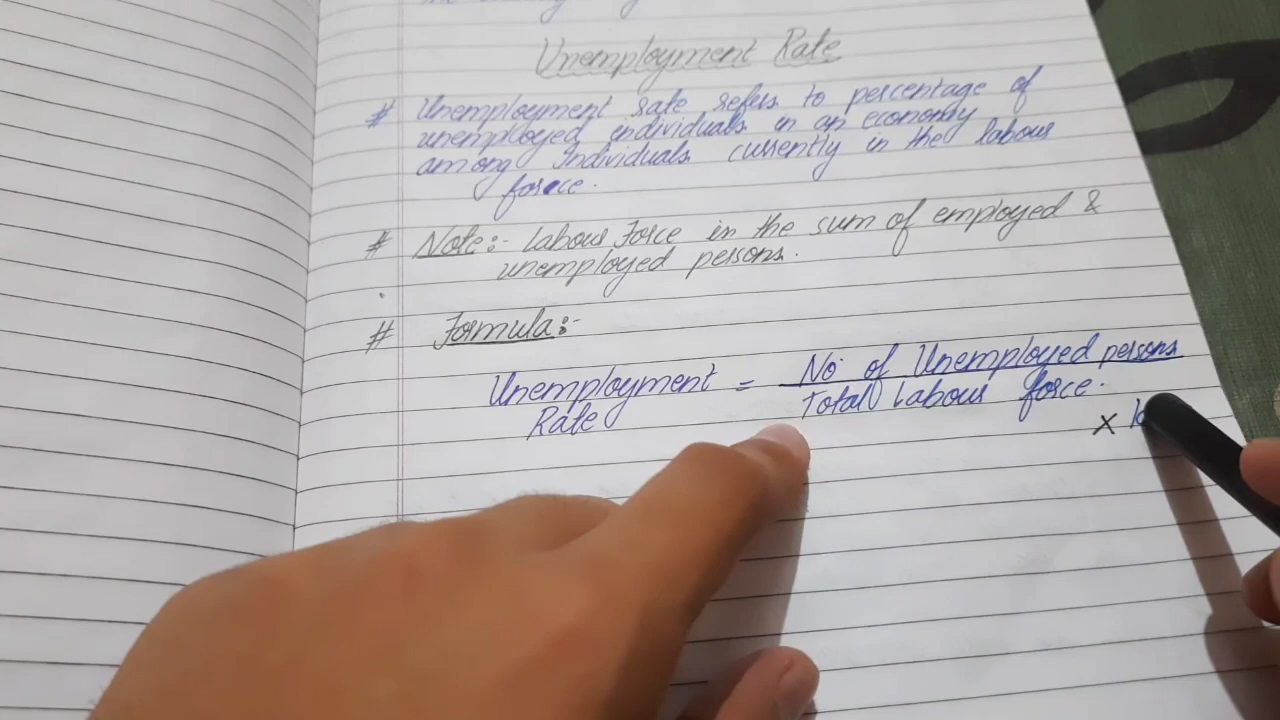 Unemployment Rate
# Unemployment rate refers to percentage of
unemployed individuals in an economy
among Individuals currently in the labour
force.
# Note:- Labour Force in the sum of employed &
unemployed persons.
# Formula:-
Unemployment = No of Unemployed persons
Rate Total Labour force.
×